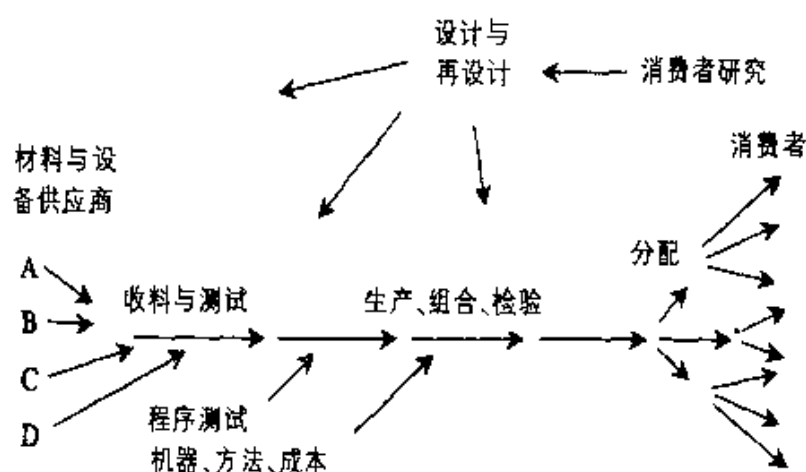 设计与
再设计
消费者研究
材料与设
备供应商
消费者
分配
A
收料与测试
生产、组合、检验
B
C
D
程序测试
机器、方法、成本